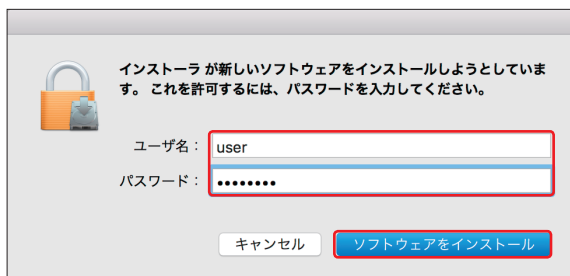 インストーラ が新しいソフトウェアをインストールしようとしていま
す。 これを許可するには、パスワードを入力してください。
ユーザ名： user
パスワード： ••••••••
キャンセル ソフトウェアをインストール